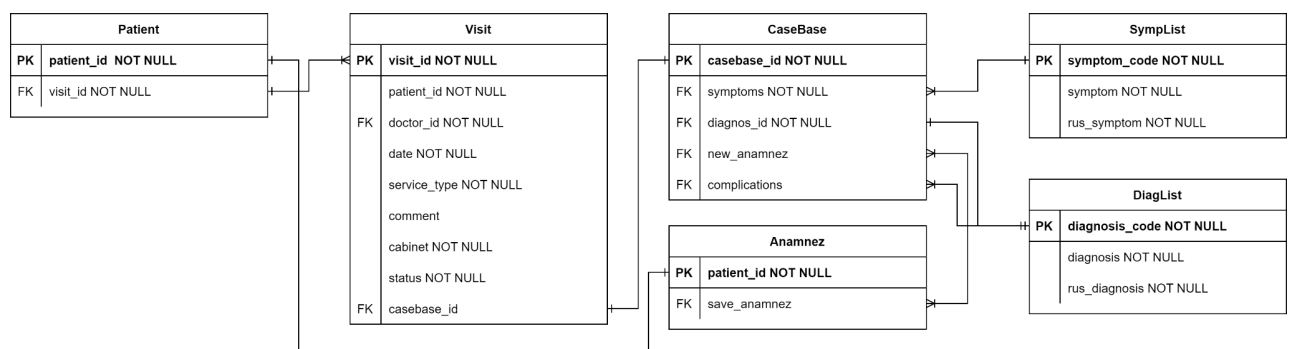 Patient
PK patient_id NOT NULL
FK visit_id NOT NULL
Visit
PK visit_id NOT NULL
patient_id NOT NULL
FK doctor_id NOT NULL
date NOT NULL
service_type NOT NULL
comment
cabinet NOT NULL
status NOT NULL
FK casebase_id
CaseBase
PK casebase_id NOT NULL
FK symptoms NOT NULL
FK diagnos_id NOT NULL
FK new_anamnez
FK complications
Anamnez
PK patient_id NOT NULL
FK save_anamnez
SympList
PK symptom_code NOT NULL
symptom NOT NULL
rus_symptom NOT NULL
DiagList
PK diagnosis_code NOT NULL
diagnosis NOT NULL
rus_diagnosis NOT NULL